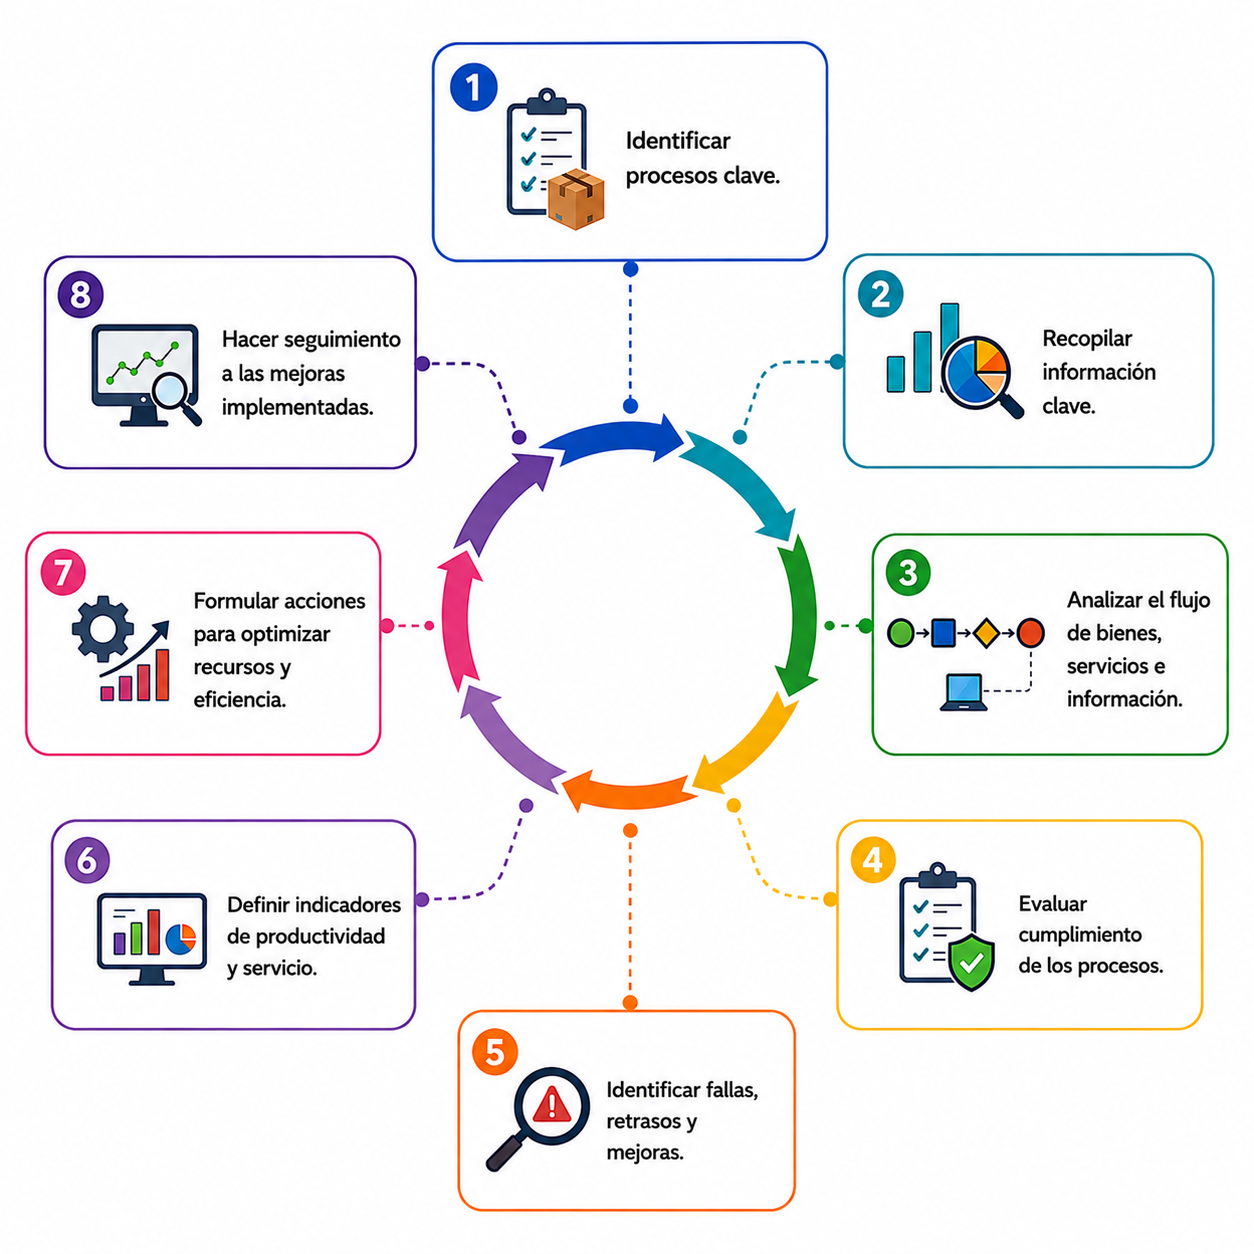 1
Identificar
procesos clave.
2
Recopilar
información
clave.
3
Analizar el flujo
de bienes,
servicios e
información.
4
Evaluar
cumplimiento
de los procesos.
5
Identificar fallas,
retrasos y
mejoras.
6
Definir indicadores
de productividad
y servicio.
7
Formular acciones
para optimizar
recursos y
eficiencia.
8
Hacer seguimiento
a las mejoras
implementadas.